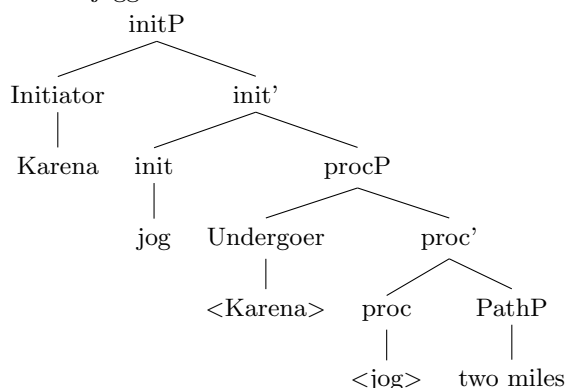 initP
Initiator init'
Karena init procP
jog Undergoer proc'
<Karena> proc PathP
<jog> two miles